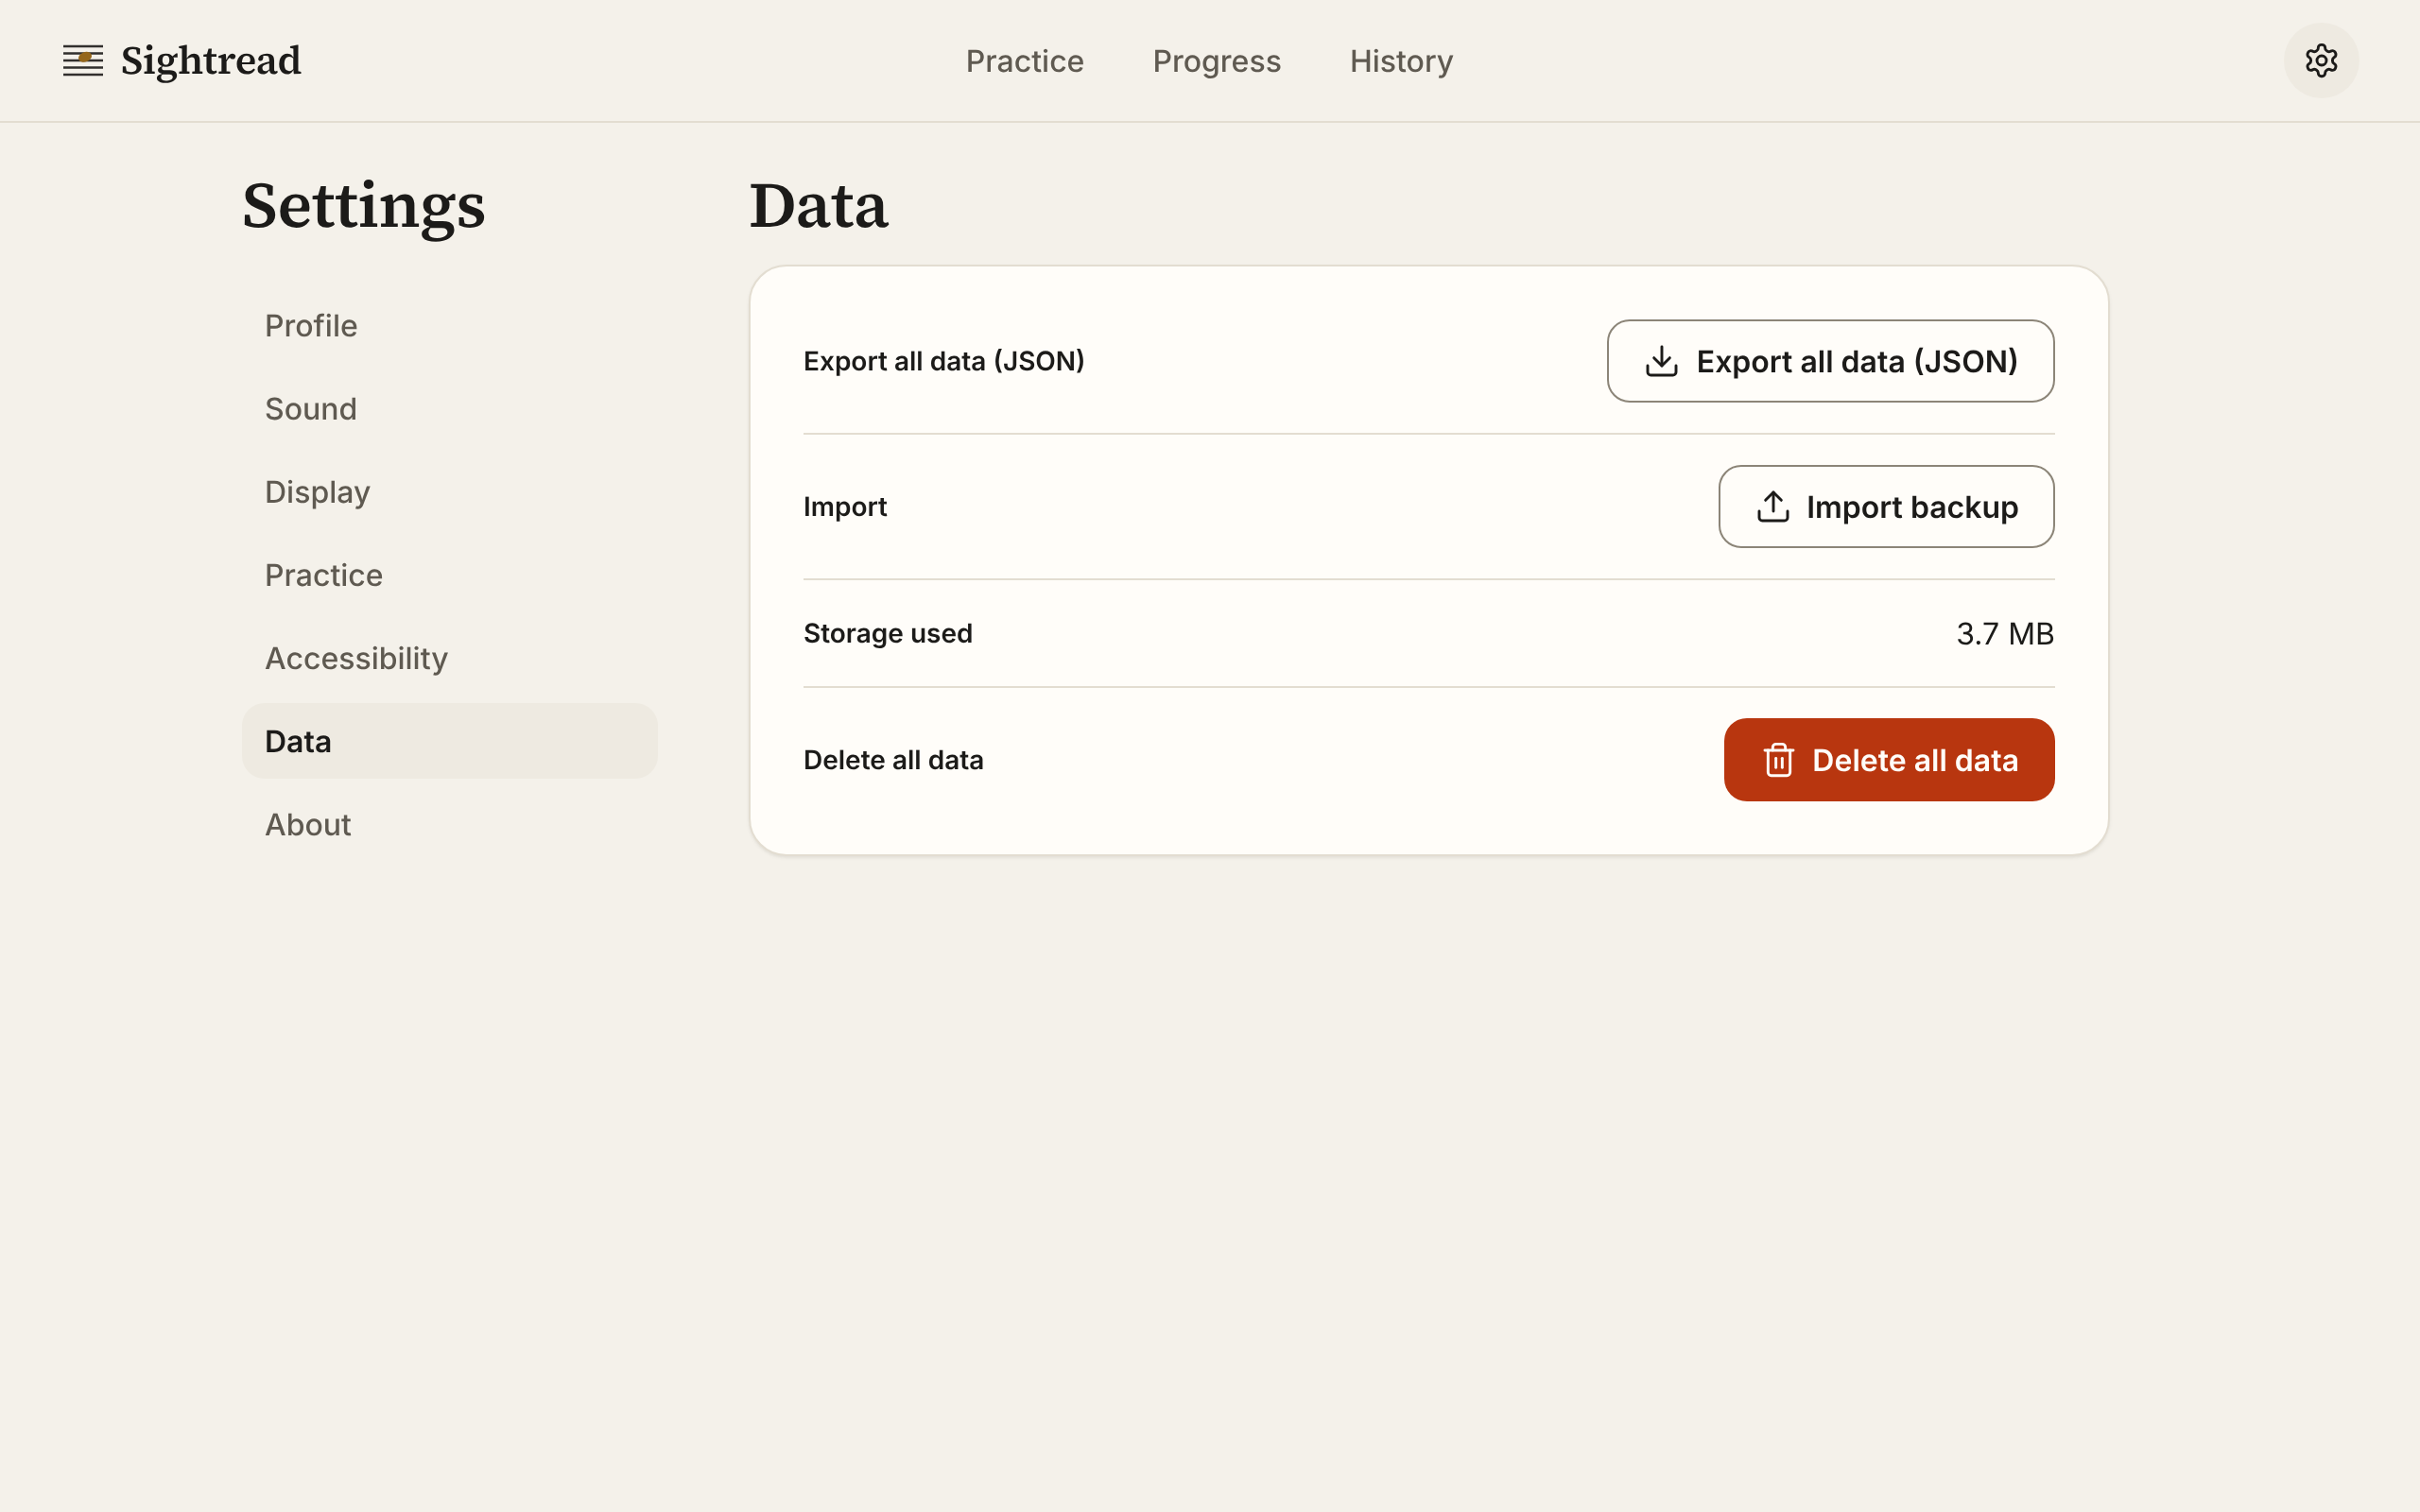 Sightread
Practice
Progress
History
Settings
Profile
Sound
Display
Practice
Accessibility
Data
About
Data
Export all data (JSON)
Export all data (JSON)
Import
Import backup
Storage used
3.7 MB
Delete all data
Delete all data